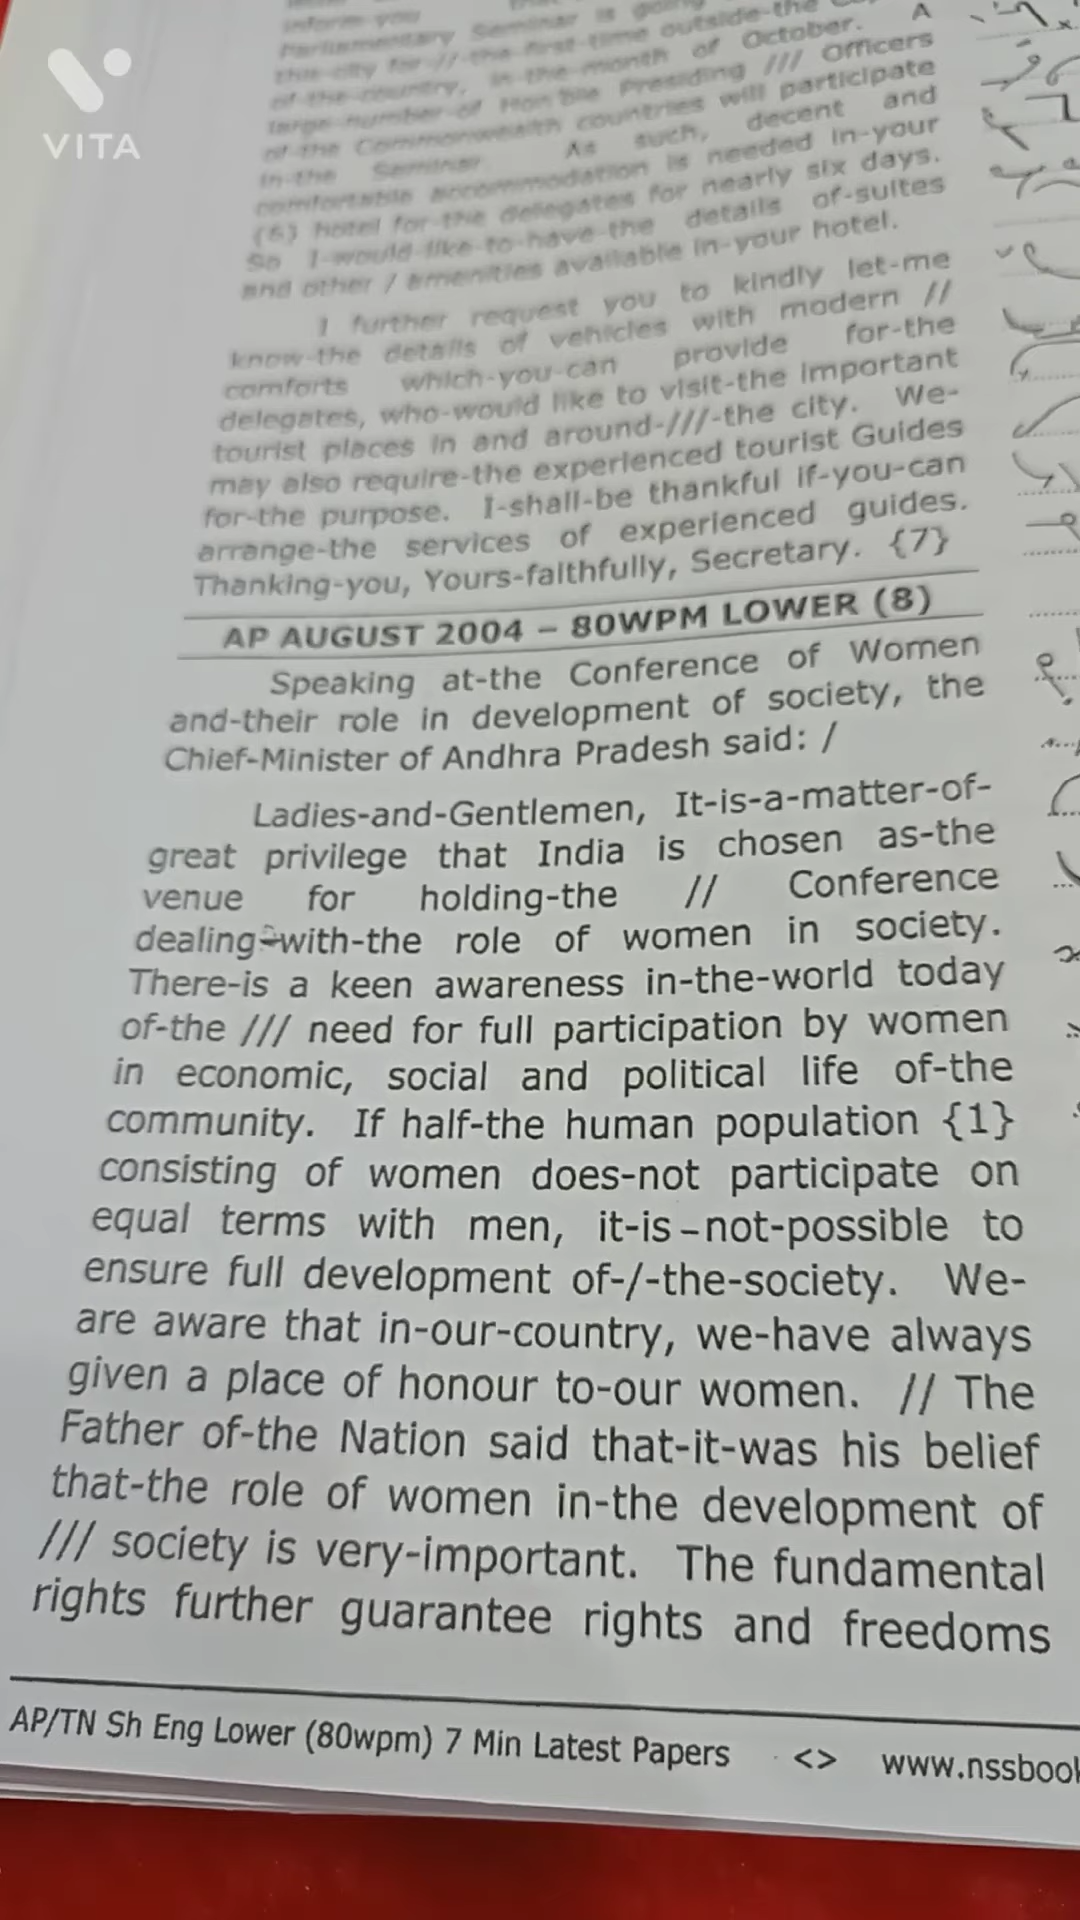 VITA
inform you
Parliamentary Seminar is going
this-city for-//-the-first-time outside-the
of-the-country, in-the-month of October. A
large-number-of Hon'ble Presiding /// Officers
of-the Commonwealth countries will participate
in-the Seminar. As such, decent and
comfortable accommodation is needed in-your
{6} hotel for-the delegates for nearly six days.
So I-would-like-to-have-the details of-suites
and other / amenities available in-your hotel.
I further request you to kindly let-me
know-the details of vehicles with modern //
comforts which-you-can provide for-the
delegates, who-would like to visit-the important
tourist places in and around-///-the city. We-
may also require-the experienced tourist Guides
for-the purpose. I-shall-be thankful if-you-can
arrange-the services of experienced guides.
Thanking-you, Yours-faithfully, Secretary. {7}
AP AUGUST 2004 – 80WPM LOWER (8)
Speaking at-the Conference of Women
and-their role in development of society, the
Chief-Minister of Andhra Pradesh said: /
Ladies-and-Gentlemen, It-is-a-matter-of-
great privilege that India is chosen as-the
venue for holding-the // Conference
dealing-with-the role of women in society.
There-is a keen awareness in-the-world today
of-the /// need for full participation by women
in economic, social and political life of-the
community. If half-the human population {1}
consisting of women does-not participate on
equal terms with men, it-is-not-possible to
ensure full development of-/-the-society. We-
are aware that in-our-country, we-have always
given a place of honour to-our women. // The
Father of-the Nation said that-it-was his belief
that-the role of women in-the development of
/// society is very-important. The fundamental
rights further guarantee rights and freedoms
AP/TN Sh Eng Lower (80wpm) 7 Min Latest Papers <> www.nssbook